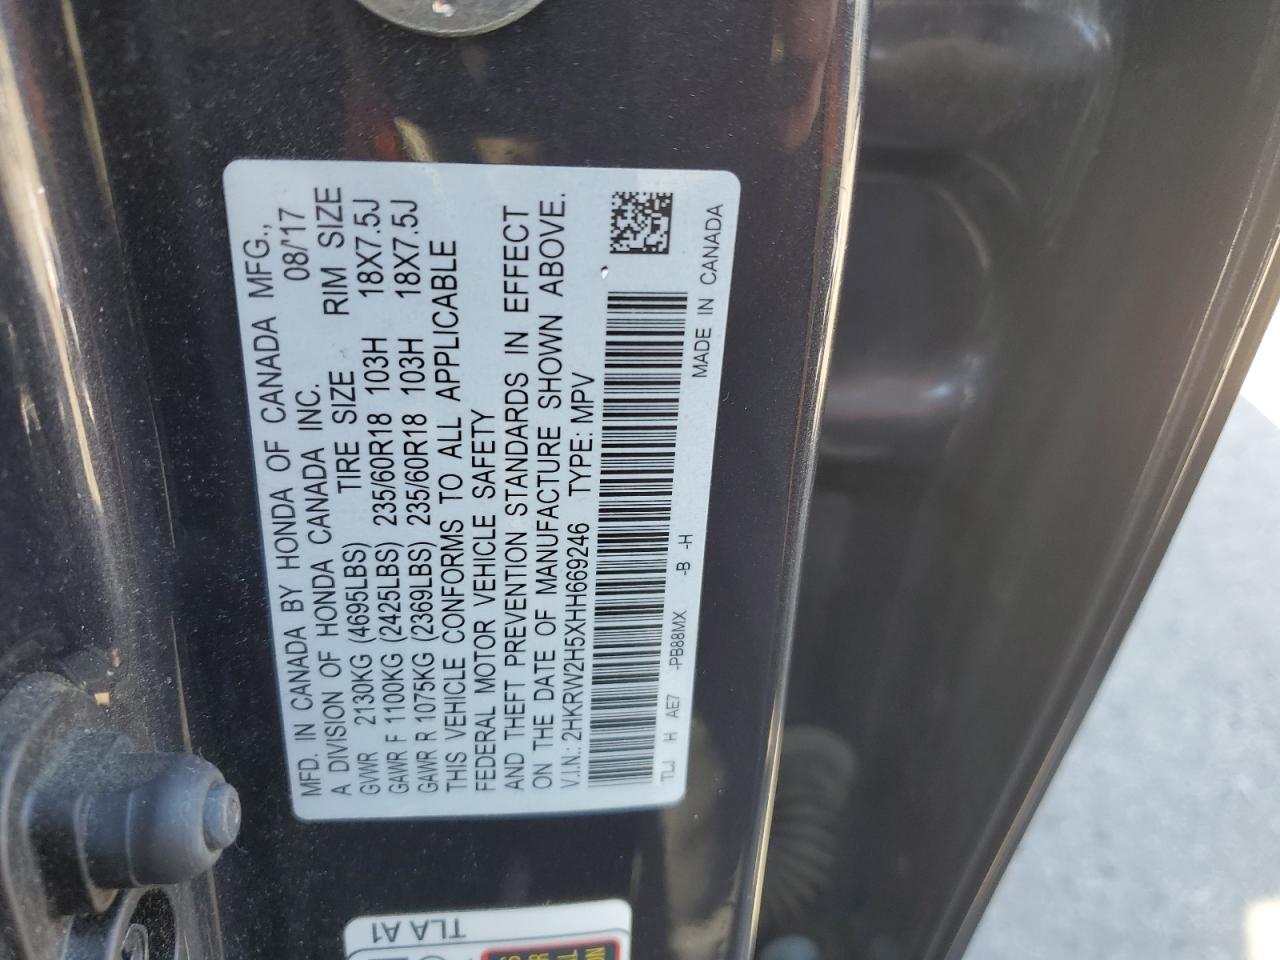 MFD. IN CANADA BY HONDA OF CANADA MFG.,
A DIVISION OF HONDA CANADA INC. 08/'17
GVWR 2130KG (4695LBS) TIRE SIZE RIM SIZE
GAWR F 1100KG (2425LBS) 235/60R18 103H 18X7.5J
GAWR R 1075KG (2369LBS) 235/60R18 103H 18X7.5J
THIS VEHICLE CONFORMS TO ALL APPLICABLE
FEDERAL MOTOR VEHICLE SAFETY
AND THEFT PREVENTION STANDARDS IN EFFECT
ON THE DATE OF MANUFACTURE SHOWN ABOVE.
V.I.N.: 2HKRW2H5XHH669246 TYPE: MPV
TLJ H AE7 -PB88MX -B -H MADE IN CANADA
TLA A1